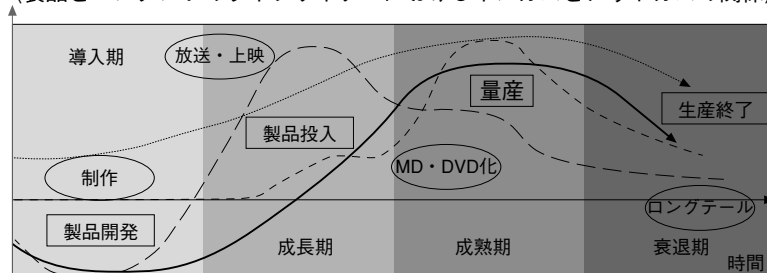 導入期
放送・上映
量産
生産終了
製品投入
MD・DVD化
制作
ロングテール
製品開発
成長期
成熟期
衰退期
時間